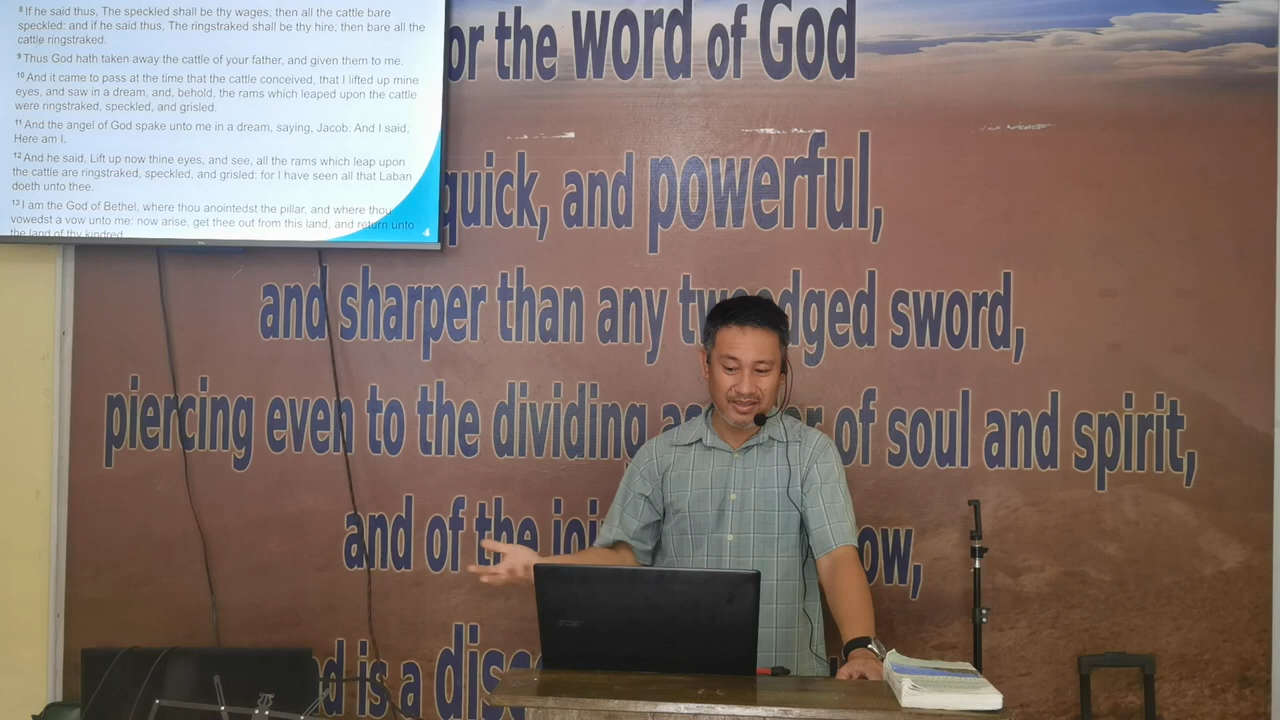 8 If he said thus, The speckled shall be thy wages; then all the cattle bare
speckled: and if he said thus, The ringstraked shall be thy hire; then bare all the
cattle ringstraked.
9 Thus God hath taken away the cattle of your father, and given them to me.
10 And it came to pass at the time that the cattle conceived, that I lifted up mine
eyes, and saw in a dream, and, behold, the rams which leaped upon the cattle
were ringstraked, speckled, and grisled.
11 And the angel of God spake unto me in a dream, saying, Jacob: And I said,
Here am I.
12 And he said, Lift up now thine eyes, and see, all the rams which leap upon
the cattle are ringstraked, speckled, and grisled: for I have seen all that Laban
doeth unto thee.
13 I am the God of Bethel, where thou anointedst the pillar, and where thou
vowedst a vow unto me: now arise, get thee out from this land, and return unto
the land of thy kindred
4
or the word of God
quick, and powerful,
and sharper than any dged sword,
piercing even to the dividing of soul and spirit,
and of the joi ow,
d is a disc
acer